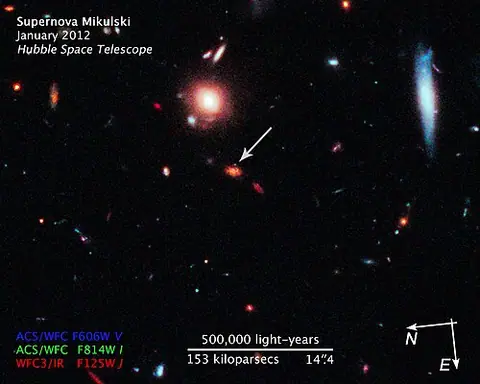 Supernova Mikulski
January 2012
Hubble Space Telescope
ACS/WFC F606W V
ACS/WFC F814W I
WFC3/IR F125W J
500,000 light-years
153 kiloparsecs 14".4
N
E